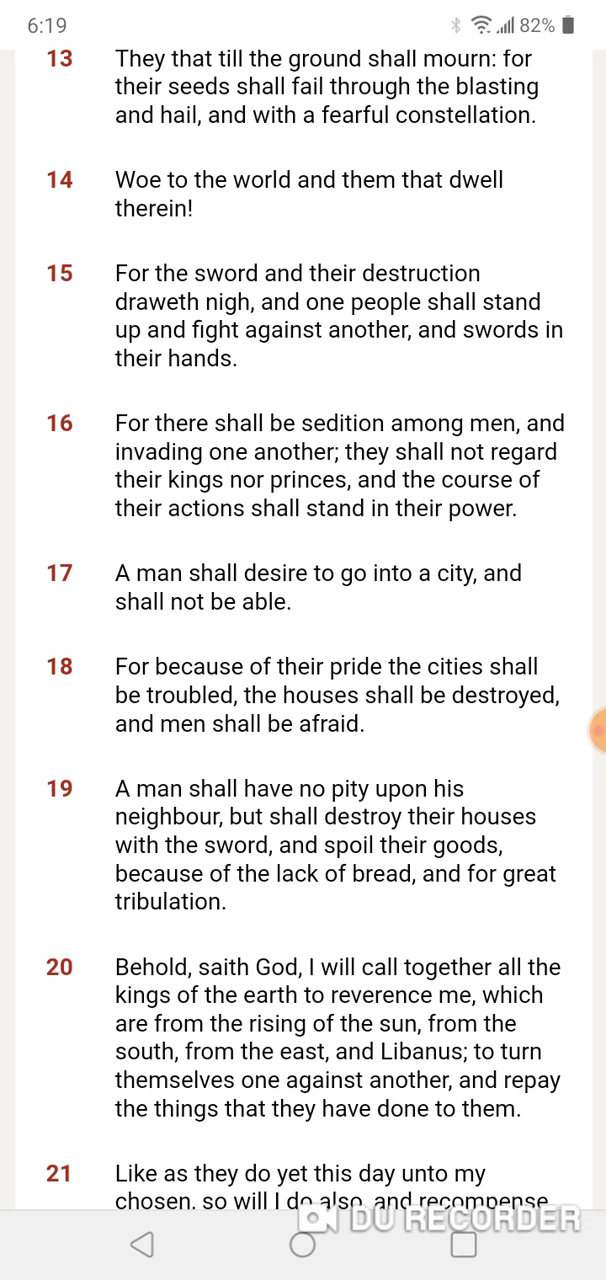 6:19 82%
13 They that till the ground shall mourn: for
their seeds shall fail through the blasting
and hail, and with a fearful constellation.
14 Woe to the world and them that dwell
therein!
15 For the sword and their destruction
draweth nigh, and one people shall stand
up and fight against another, and swords in
their hands.
16 For there shall be sedition among men, and
invading one another; they shall not regard
their kings nor princes, and the course of
their actions shall stand in their power.
17 A man shall desire to go into a city, and
shall not be able.
18 For because of their pride the cities shall
be troubled, the houses shall be destroyed,
and men shall be afraid.
19 A man shall have no pity upon his
neighbour, but shall destroy their houses
with the sword, and spoil their goods,
because of the lack of bread, and for great
tribulation.
20 Behold, saith God, I will call together all the
kings of the earth to reverence me, which
are from the rising of the sun, from the
south, from the east, and Libanus; to turn
themselves one against another, and repay
the things that they have done to them.
21 Like as they do yet this day unto my
chosen, so will I do also, and recompense
DU RECORDER